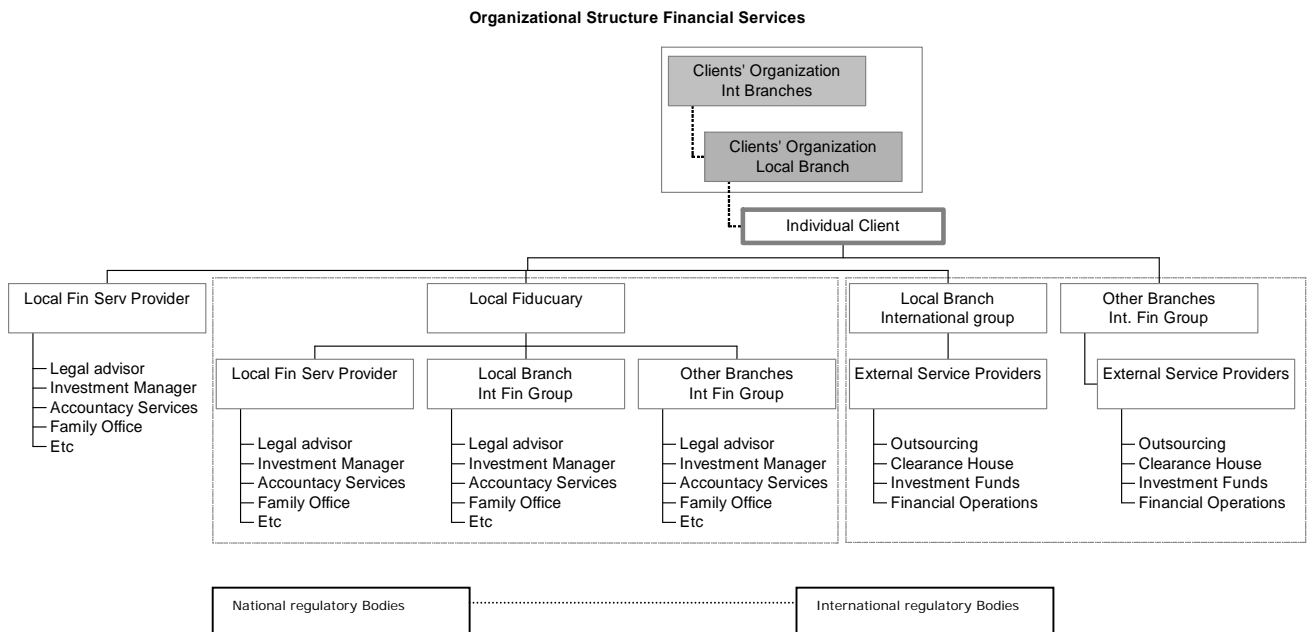 Organizational Structure Financial Services
Clients' Organization
Int Branches
Clients' Organization
Local Branch
Individual Client
Local Fin Serv Provider
Legal advisor
Investment Manager
Accountancy Services
Family Office
Etc
Local Fiducuary
Local Fin Serv Provider
Legal advisor
Investment Manager
Accountancy Services
Family Office
Etc
Local Branch
Int Fin Group
Legal advisor
Investment Manager
Accountancy Services
Family Office
Etc
Other Branches
Int Fin Group
Legal advisor
Investment Manager
Accountancy Services
Family Office
Etc
Local Branch
International group
External Service Providers
Outsourcing
Clearance House
Investment Funds
Financial Operations
Other Branches
Int. Fin Group
External Service Providers
Outsourcing
Clearance House
Investment Funds
Financial Operations
National regulatory Bodies
International regulatory Bodies